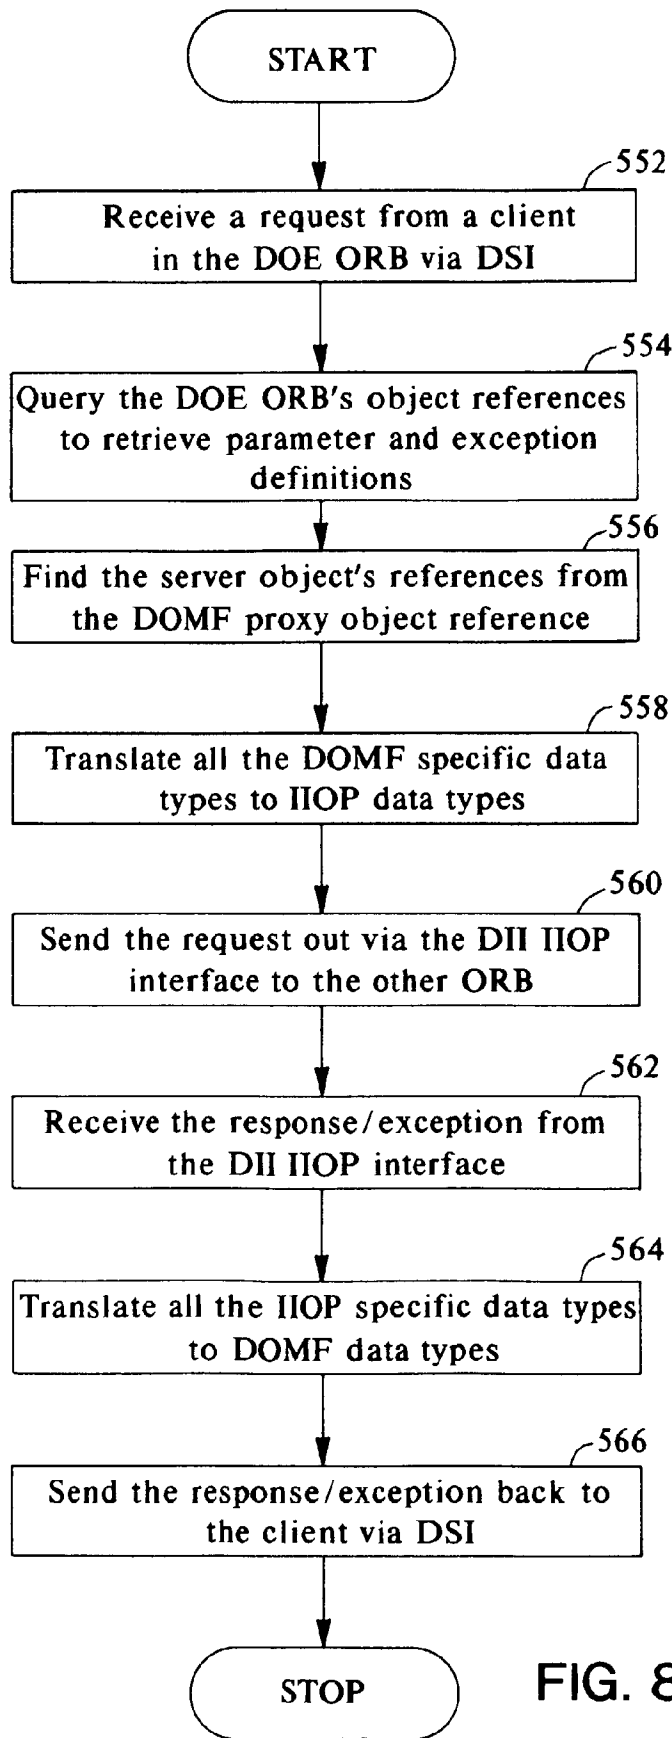 START
552
Receive a request from a client
in the DOE ORB via DSI
554
Query the DOE ORB's object references
to retrieve parameter and exception
definitions
556
Find the server object's references from
the DOMF proxy object reference
558
Translate all the DOMF specific data
types to IIOP data types
560
Send the request out via the DII IIOP
interface to the other ORB
562
Receive the response/exception from
the DII IIOP interface
564
Translate all the IIOP specific data types
to DOMF data types
566
Send the response/exception back to
the client via DSI
STOP
FIG. 8